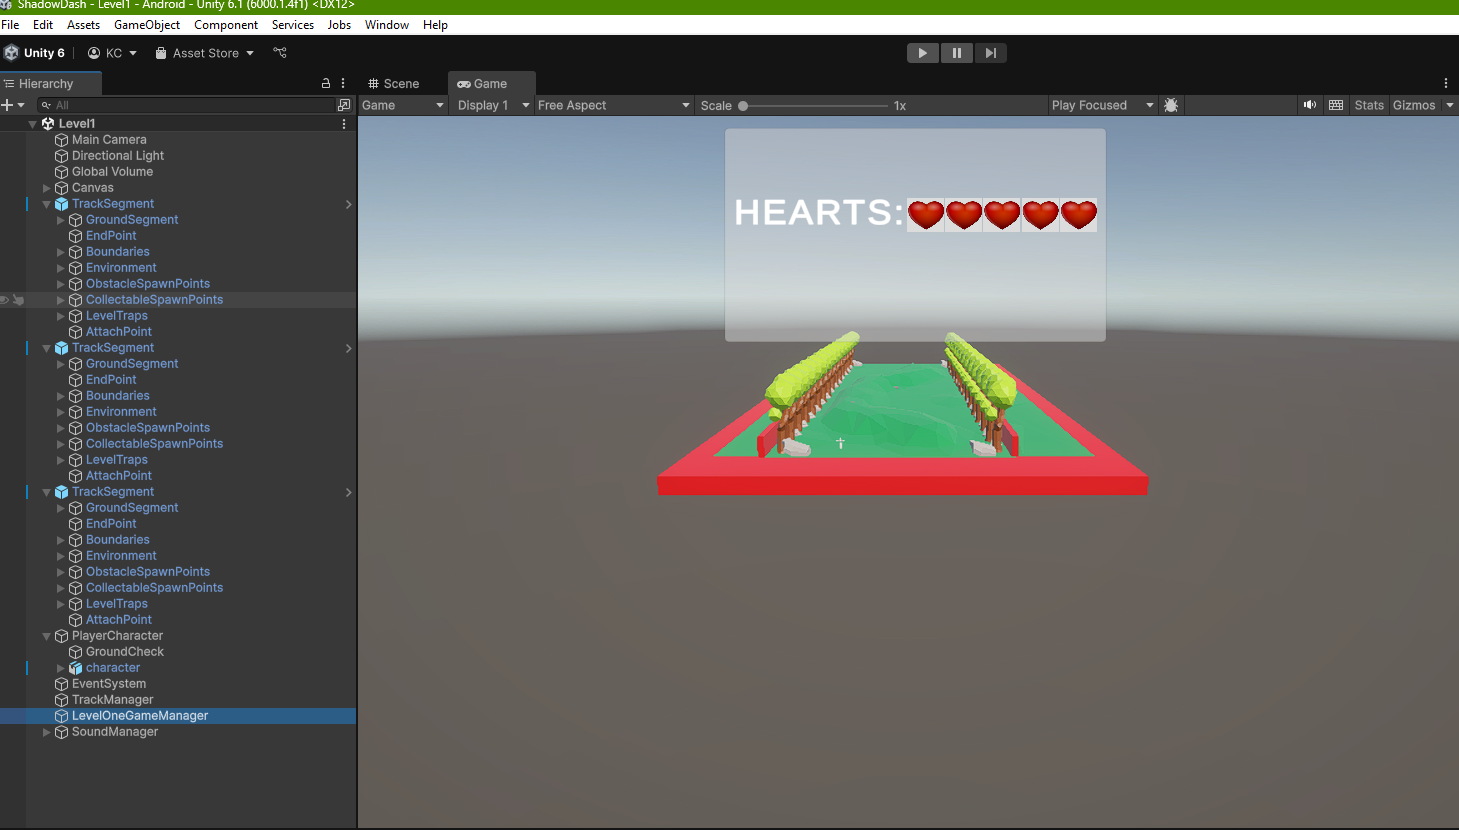 ShadowDash - Level1 - Android - Unity 6.1 (6000.1.4f1) <DX12>
File Edit Assets GameObject Component Services Jobs Window Help
Unity 6 KC Asset Store
Hierarchy Scene Game
All Game Display 1 Free Aspect Scale 1x Play Focused Stats Gizmos
Level1
Main Camera
Directional Light
Global Volume
Canvas
TrackSegment
GroundSegment
EndPoint
Boundaries
Environment
ObstacleSpawnPoints
CollectableSpawnPoints
LevelTraps
AttachPoint
TrackSegment
GroundSegment
EndPoint
Boundaries
Environment
ObstacleSpawnPoints
CollectableSpawnPoints
LevelTraps
AttachPoint
TrackSegment
GroundSegment
EndPoint
Boundaries
Environment
ObstacleSpawnPoints
CollectableSpawnPoints
LevelTraps
AttachPoint
PlayerCharacter
GroundCheck
character
EventSystem
TrackManager
LevelOneGameManager
SoundManager
HEARTS: